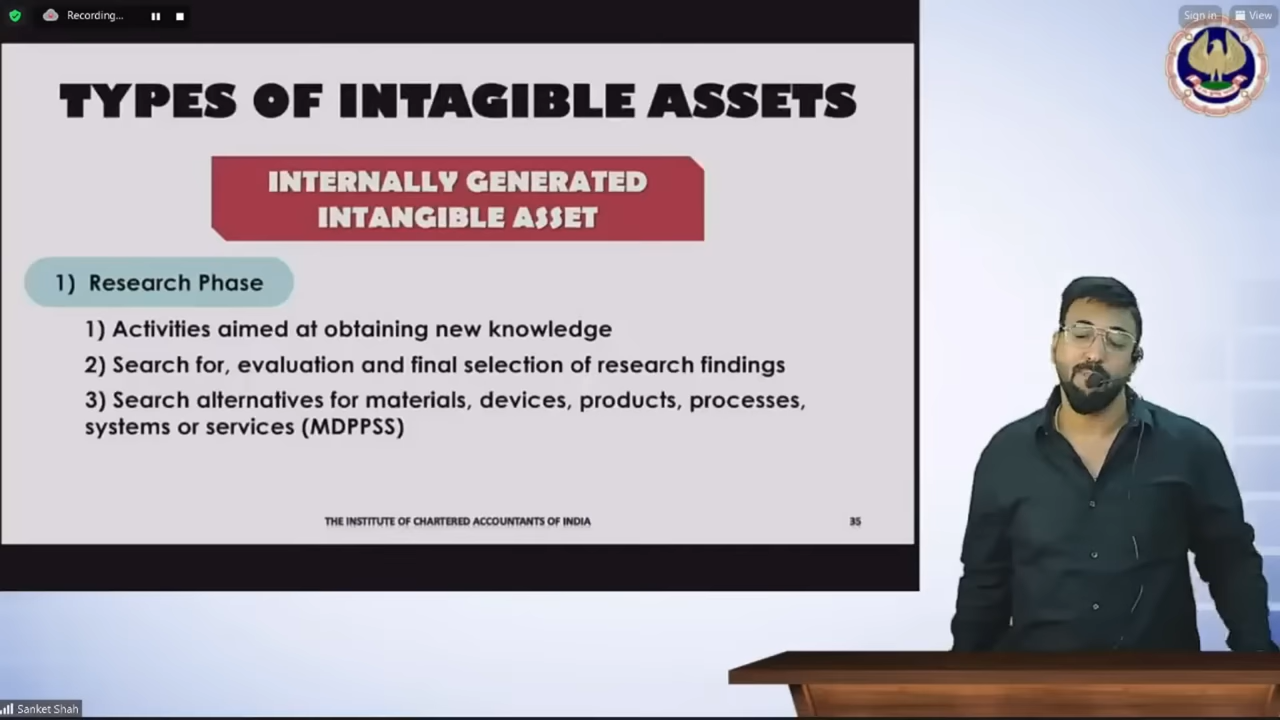 Recording...
Sign in
View
TYPES OF INTAGIBLE ASSETS
INTERNALLY GENERATED
INTANGIBLE ASSET
1) Research Phase
1) Activities aimed at obtaining new knowledge
2) Search for, evaluation and final selection of research findings
3) Search alternatives for materials, devices, products, processes,
systems or services (MDPPSS)
THE INSTITUTE OF CHARTERED ACCOUNTANTS OF INDIA
35
Sanket Shah